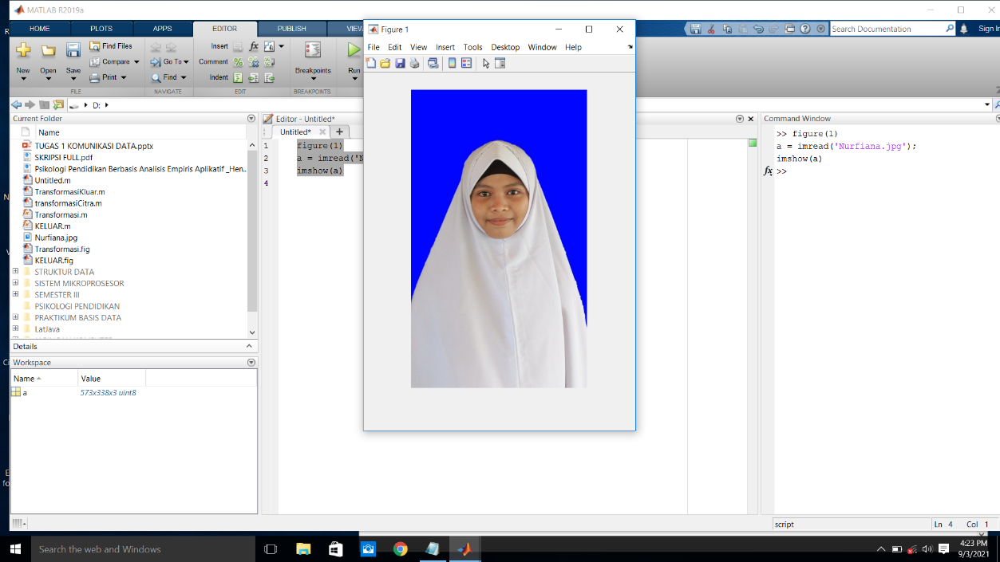 MATLAB R2019a
HOME PLOTS APPS EDITOR PUBLISH VIEW
Search Documentation
Sign In
New Open Save
Find Files
Compare
Print
Go To
Find
Insert
Comment
Indent
Breakpoints
Run
FILE NAVIGATE EDIT BREAKPOINTS
D:
Current Folder
Name
TUGAS 1 KOMUNIKASI DATA.pptx
SKRIPSI FULL.pdf
Psikologi Pendidikan Berbasis Analisis Empiris Aplikatif _Hen...
Untitled.m
TransformasiKluar.m
transformasiCitra.m
Transformasi.m
KELUAR.m
Nurfiana.jpg
Transformasi.fig
KELUAR.fig
STRUKTUR DATA
SISTEM MIKROPROSESOR
SEMESTER III
PSIKOLOGI PENDIDIKAN
PRAKTIKUM BASIS DATA
LatJava
Details
Workspace
Name Value
a 573x338x3 uint8
Editor - Untitled*
Untitled*
1 figure(1)
2 a = imread('N
3 imshow(a)
4
Figure 1
File Edit View Insert Tools Desktop Window Help
Command Window
>> figure(1)
a = imread('Nurfiana.jpg');
imshow(a)
fx >>
script
Ln 4 Col 1
Search the web and Windows
4:23 PM
9/3/2021